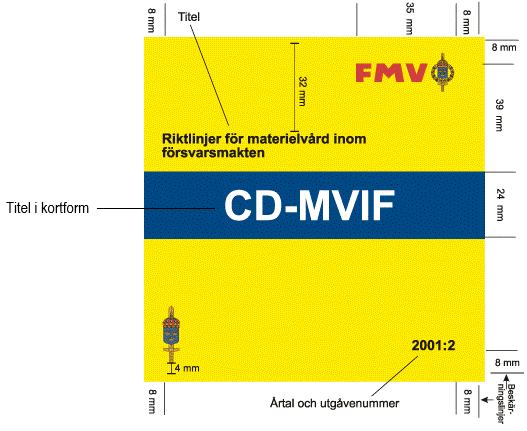 8 mm
Titel
35 mm
8 mm
8 mm
FMV
32 mm
39 mm
Riktlinjer för materielvård inom
försvarsmakten
Titel i kortform
CD-MVIF
24 mm
2001:2
4 mm
8 mm
8 mm
Årtal och utgåvenummer
8 mm
Beskär-
ningslinjer